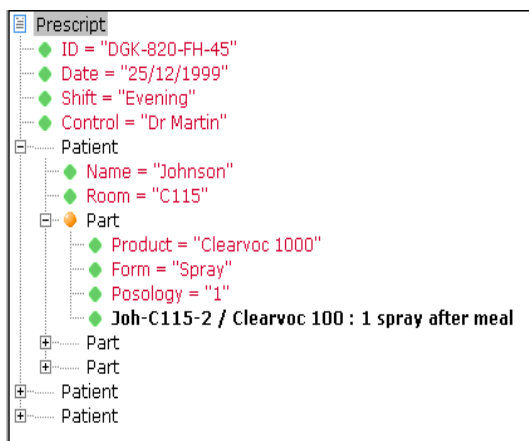 Prescript
ID = "DGK-820-FH-45"
Date = "25/12/1999"
Shift = "Evening"
Control = "Dr Martin"
Patient
Name = "Johnson"
Room = "C115"
Part
Product = "Clearvoc 1000"
Form = "Spray"
Posology = "1"
Joh-C115-2 / Clearvoc 100 : 1 spray after meal
Part
Part
Patient
Patient